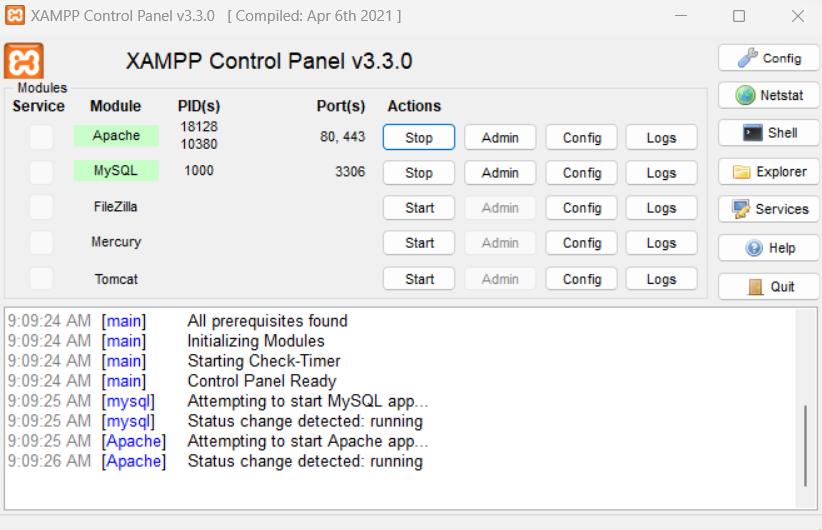 XAMPP Control Panel v3.3.0 [ Compiled: Apr 6th 2021 ]
XAMPP Control Panel v3.3.0
Config
Modules
Service Module PID(s) Port(s) Actions
Netstat
Apache 18128 10380 80, 443 Stop Admin Config Logs
Shell
MySQL 1000 3306 Stop Admin Config Logs
Explorer
FileZilla Start Admin Config Logs
Services
Mercury Start Admin Config Logs
Help
Tomcat Start Admin Config Logs
Quit
9:09:24 AM [main] All prerequisites found
9:09:24 AM [main] Initializing Modules
9:09:24 AM [main] Starting Check-Timer
9:09:24 AM [main] Control Panel Ready
9:09:25 AM [mysql] Attempting to start MySQL app...
9:09:25 AM [mysql] Status change detected: running
9:09:25 AM [Apache] Attempting to start Apache app...
9:09:26 AM [Apache] Status change detected: running